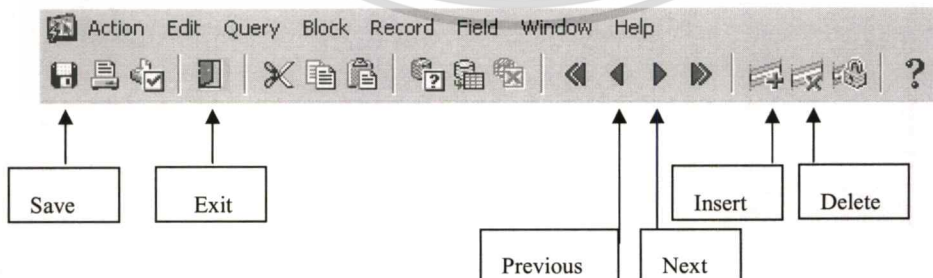 Action Edit Query Block Record Field Window Help
Save
Exit
Insert
Delete
Previous
Next